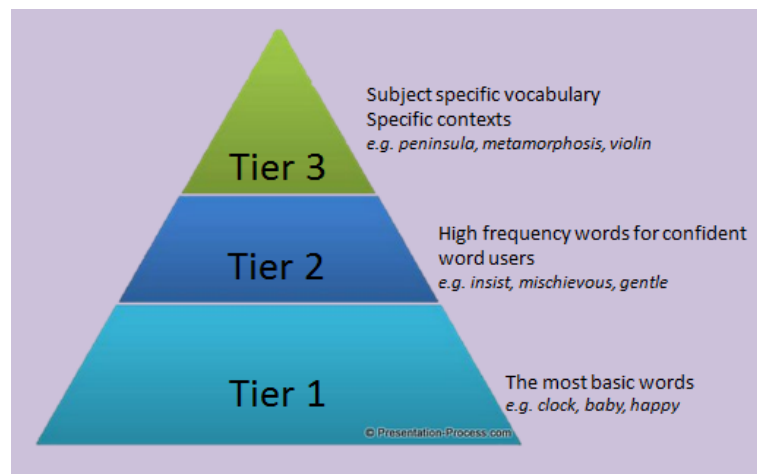 Subject specific vocabulary
Specific contexts
e.g. peninsula, metamorphosis, violin
Tier 3
High frequency words for confident
word users
e.g. insist, mischievous, gentle
Tier 2
The most basic words
e.g. clock, baby, happy
Tier 1
© Presentation-Process.com